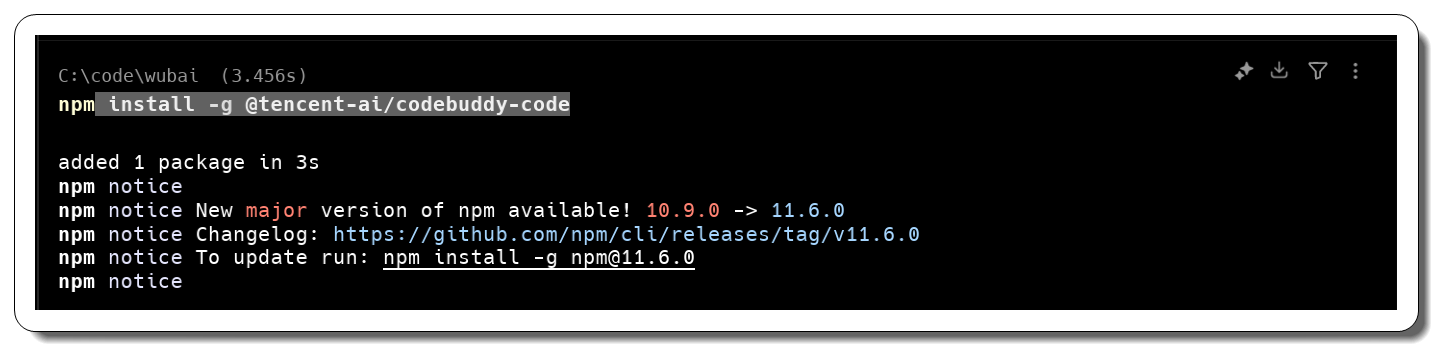 C:\code\wubai (3.456s)
npm install -g @tencent-ai/codebuddy-code
added 1 package in 3s
npm notice
npm notice New major version of npm available! 10.9.0 -> 11.6.0
npm notice Changelog: https://github.com/npm/cli/releases/tag/v11.6.0
npm notice To update run: npm install -g npm@11.6.0
npm notice